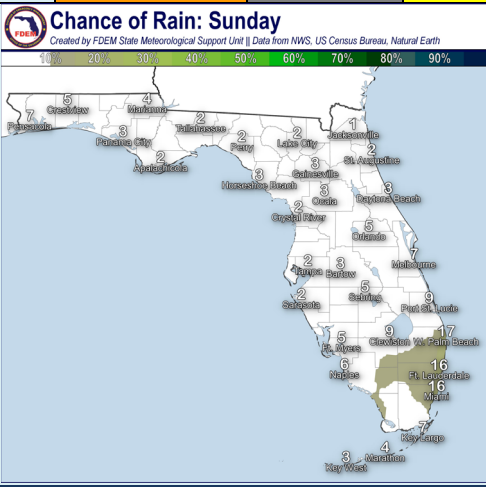 Chance of Rain: Sunday
Created by FDEM State Meteorological Support Unit || Data from NWS, US Census Bureau, Natural Earth
FDEM
10% 20% 30% 40% 50% 60% 70% 80% 90%
5
Crestview
4
Marianna
7
Pensacola
2
Tallahassee
1
Jacksonville
3
Panama City
2
Perry
2
Lake City
2
St. Augustine
2
Apalachicola
3
Horseshoe Beach
3
Gainesville
3
Ocala
3
Daytona Beach
2
Crystal River
5
Orlando
7
Melbourne
2
Tampa
3
Bartow
2
Sarasota
5
Sebring
9
Port St. Lucie
5
Ft. Myers
9
Clewiston
17
W. Palm Beach
6
Naples
16
Ft. Lauderdale
16
Miami
7
Key Largo
4
Marathon
3
Key West